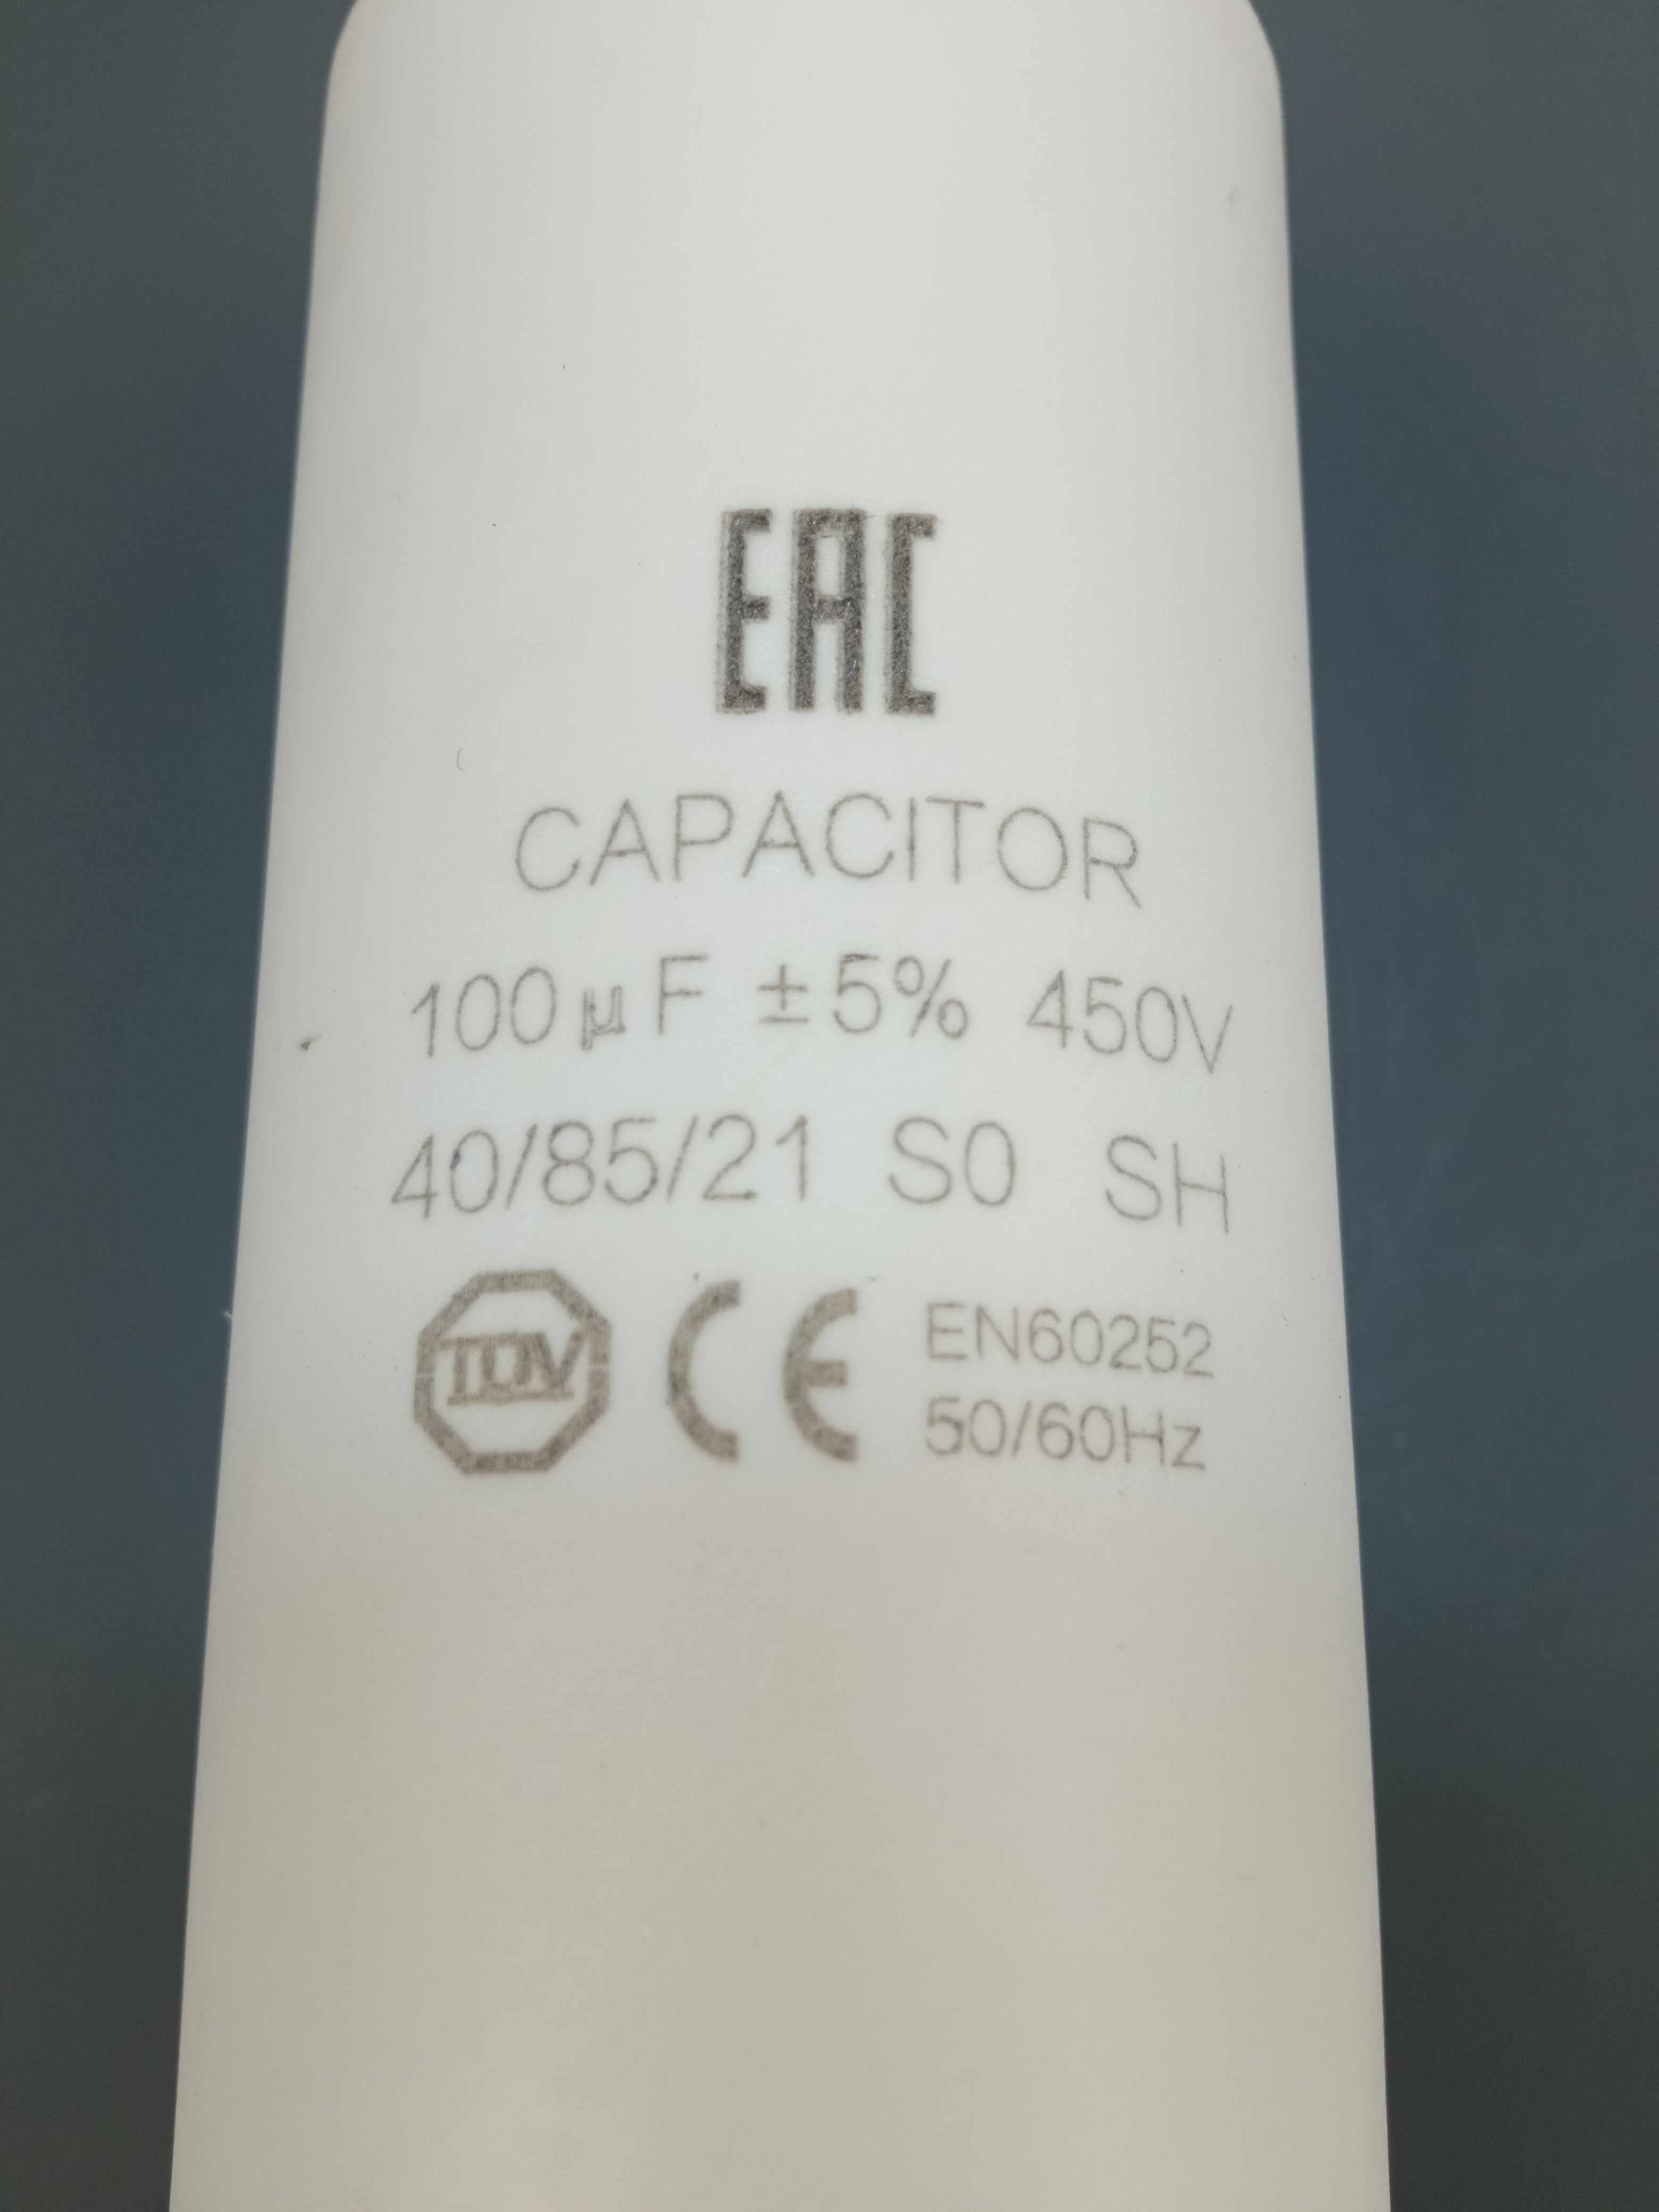 EAC
CAPACITOR
100μF ±5% 450V
40/85/21 S0 SH
TÜV CE EN60252
50/60Hz